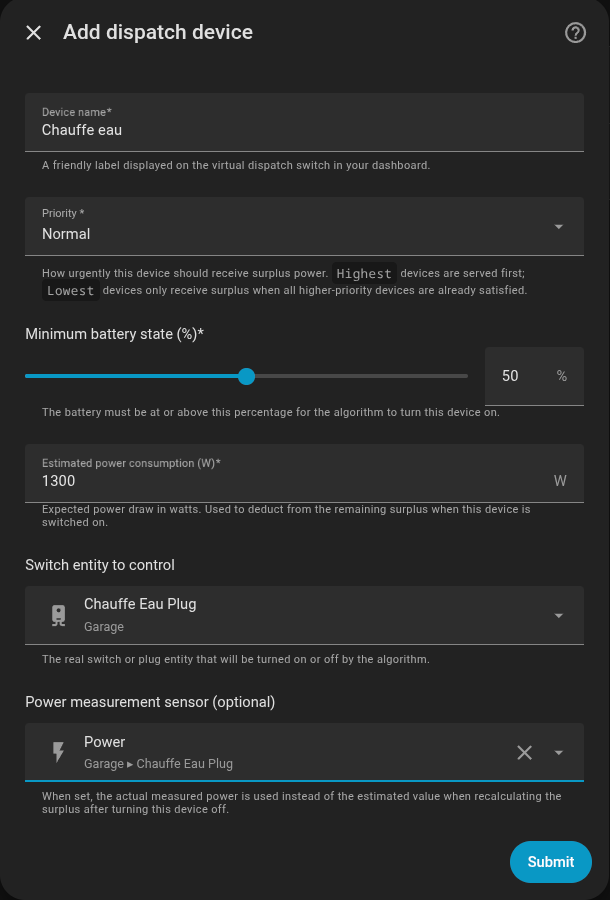 Add dispatch device
Device name*
Chauffe eau
A friendly label displayed on the virtual dispatch switch in your dashboard.
Priority *
Normal
How urgently this device should receive surplus power. Highest devices are served first;
Lowest devices only receive surplus when all higher-priority devices are already satisfied.
Minimum battery state (%)*
50 %
The battery must be at or above this percentage for the algorithm to turn this device on.
Estimated power consumption (W)*
1300 W
Expected power draw in watts. Used to deduct from the remaining surplus when this device is
switched on.
Switch entity to control
Chauffe Eau Plug
Garage
The real switch or plug entity that will be turned on or off by the algorithm.
Power measurement sensor (optional)
Power
Garage ▸ Chauffe Eau Plug
When set, the actual measured power is used instead of the estimated value when recalculating the
surplus after turning this device off.
Submit